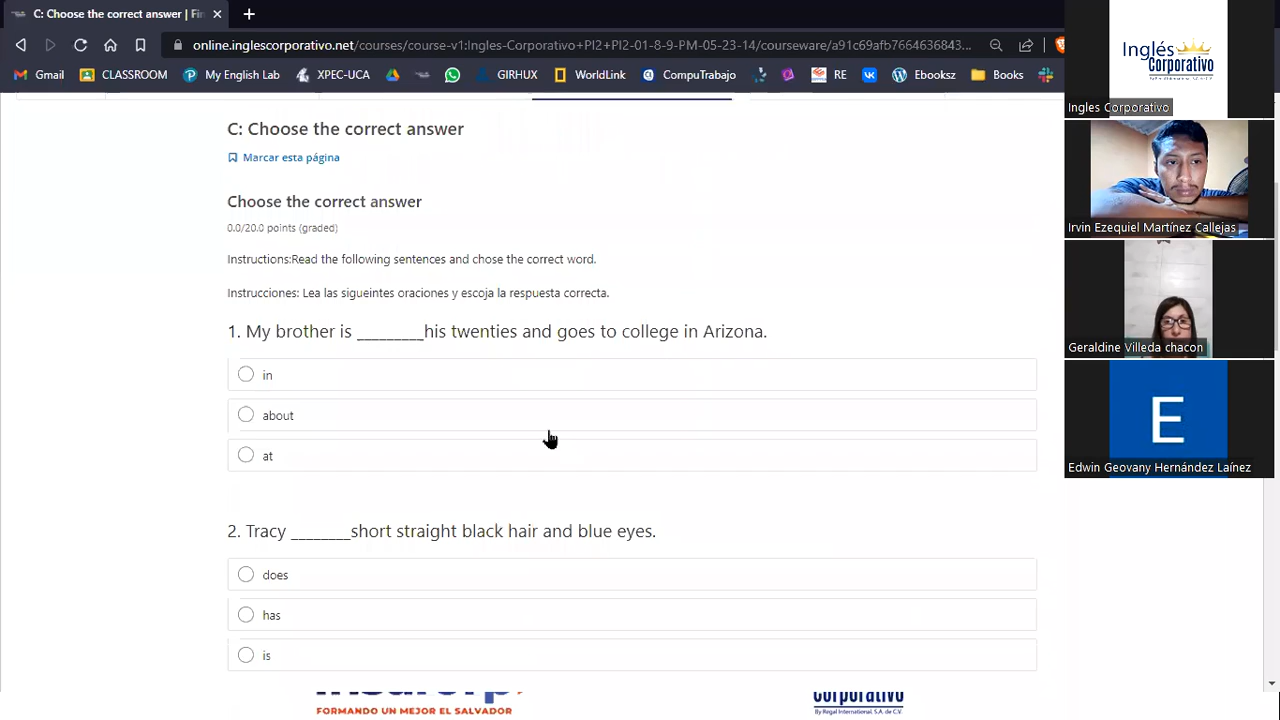 C: Choose the correct answer | Fi
online.inglescorporativo.net/courses/course-v1:Ingles-Corporativo+PI2+PI2-01-8-9-PM-05-23-14/courseware/a91c69afb7664636843...
Gmail CLASSROOM My English Lab XPEC-UCA GIRHUX WorldLink CompuTrabajo RE Ebooksz Books
C: Choose the correct answer
Marcar esta página
Choose the correct answer
0.0/20.0 points (graded)
Instructions:Read the following sentences and chose the correct word.
Instrucciones: Lea las sigueintes oraciones y escoja la respuesta correcta.
1. My brother is ________his twenties and goes to college in Arizona.
in
about
at
2. Tracy _______short straight black hair and blue eyes.
does
has
is
FORMANDO UN MEJOR EL SALVADOR
corporativo
By Regal International, S.A. de C.V.
Inglés
Corporativo
Ingles Corporativo
Irvin Ezequiel Martínez Callejas
Geraldine Villeda chacon
E
Edwin Geovany Hernández Laínez